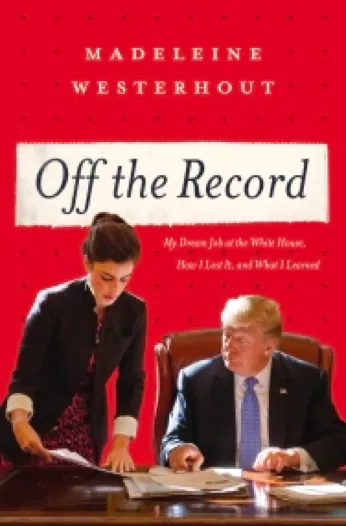 MADELEINE
WESTERHOUT
Off the Record
My Dream Job at the White House,
How I Lost It, and What I Learned